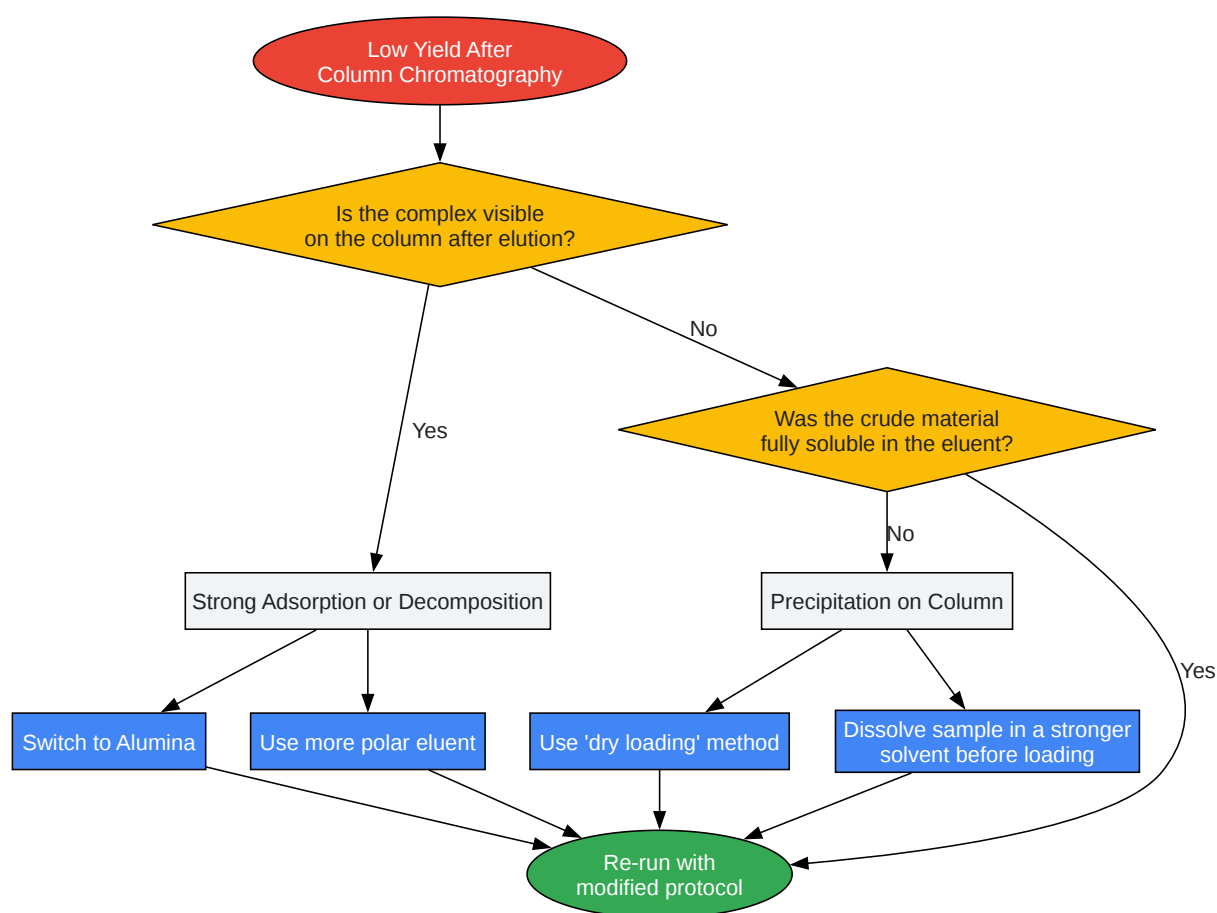 Low Yield After
Column Chromatography
Is the complex visible
on the column after elution?
No
Was the crude material
fully soluble in the eluent?
Yes
No
Strong Adsorption or Decomposition
Precipitation on Column
Yes
Switch to Alumina
Use more polar eluent
Use 'dry loading' method
Dissolve sample in a stronger
solvent before loading
Re-run with
modified protocol